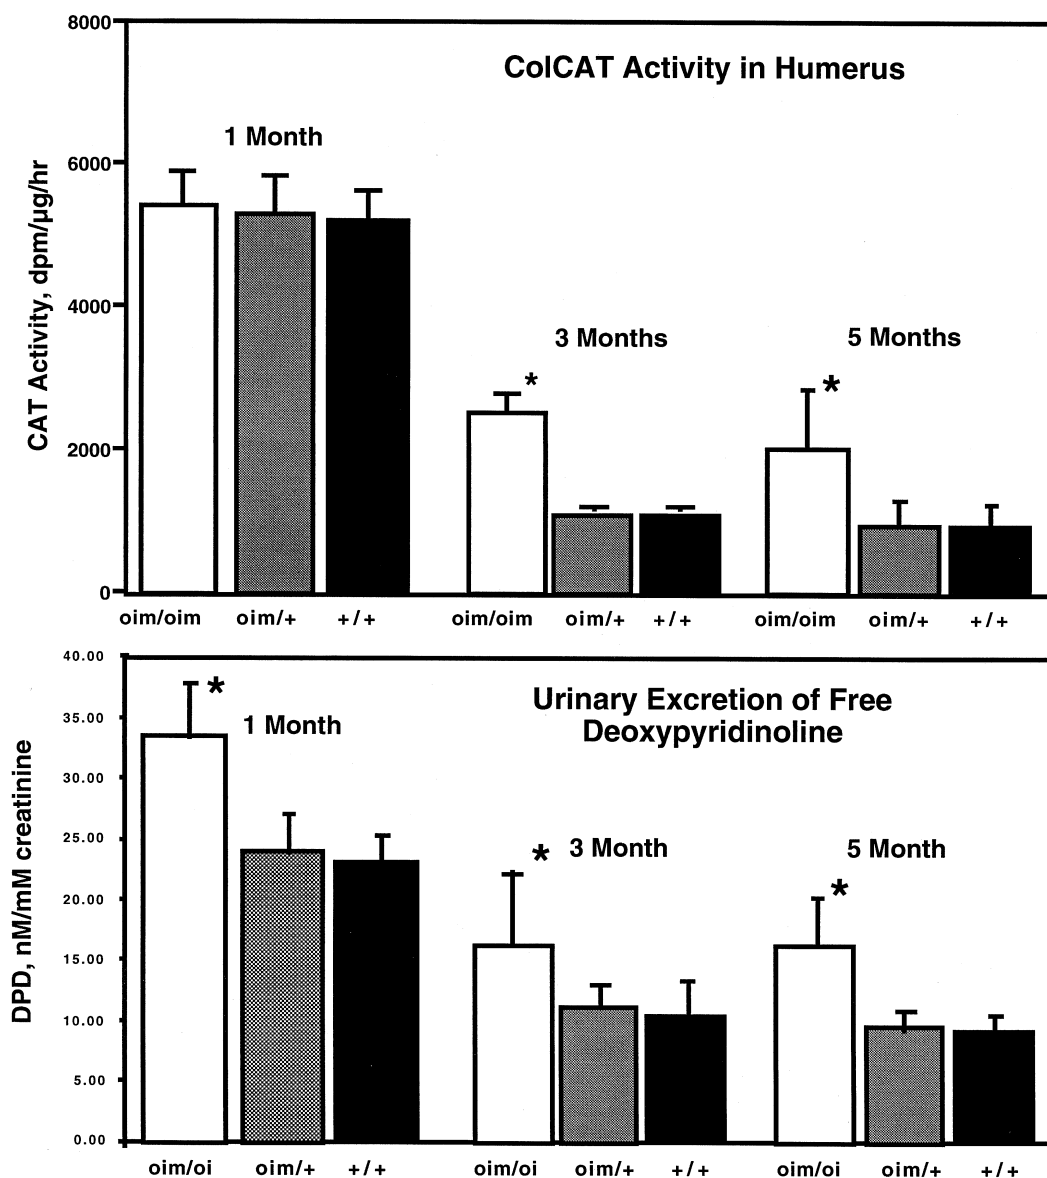 8000
ColCAT Activity in Humerus
1 Month
6000
CAT Activity, dpm/µg/hr
4000
3 Months
5 Months
*
*
2000
0
oim/oim oim/+ +/+ oim/oim oim/+ +/+ oim/oim oim/+ +/+
40.00
*
Urinary Excretion of Free
Deoxypyridinoline
35.00
1 Month
30.00
DPD, nM/mM creatinine
25.00
*
3 Month
5 Month
*
20.00
15.00
10.00
5.00
0.00
oim/oi oim/+ +/+ oim/oi oim/+ +/+ oim/oi oim/+ +/+